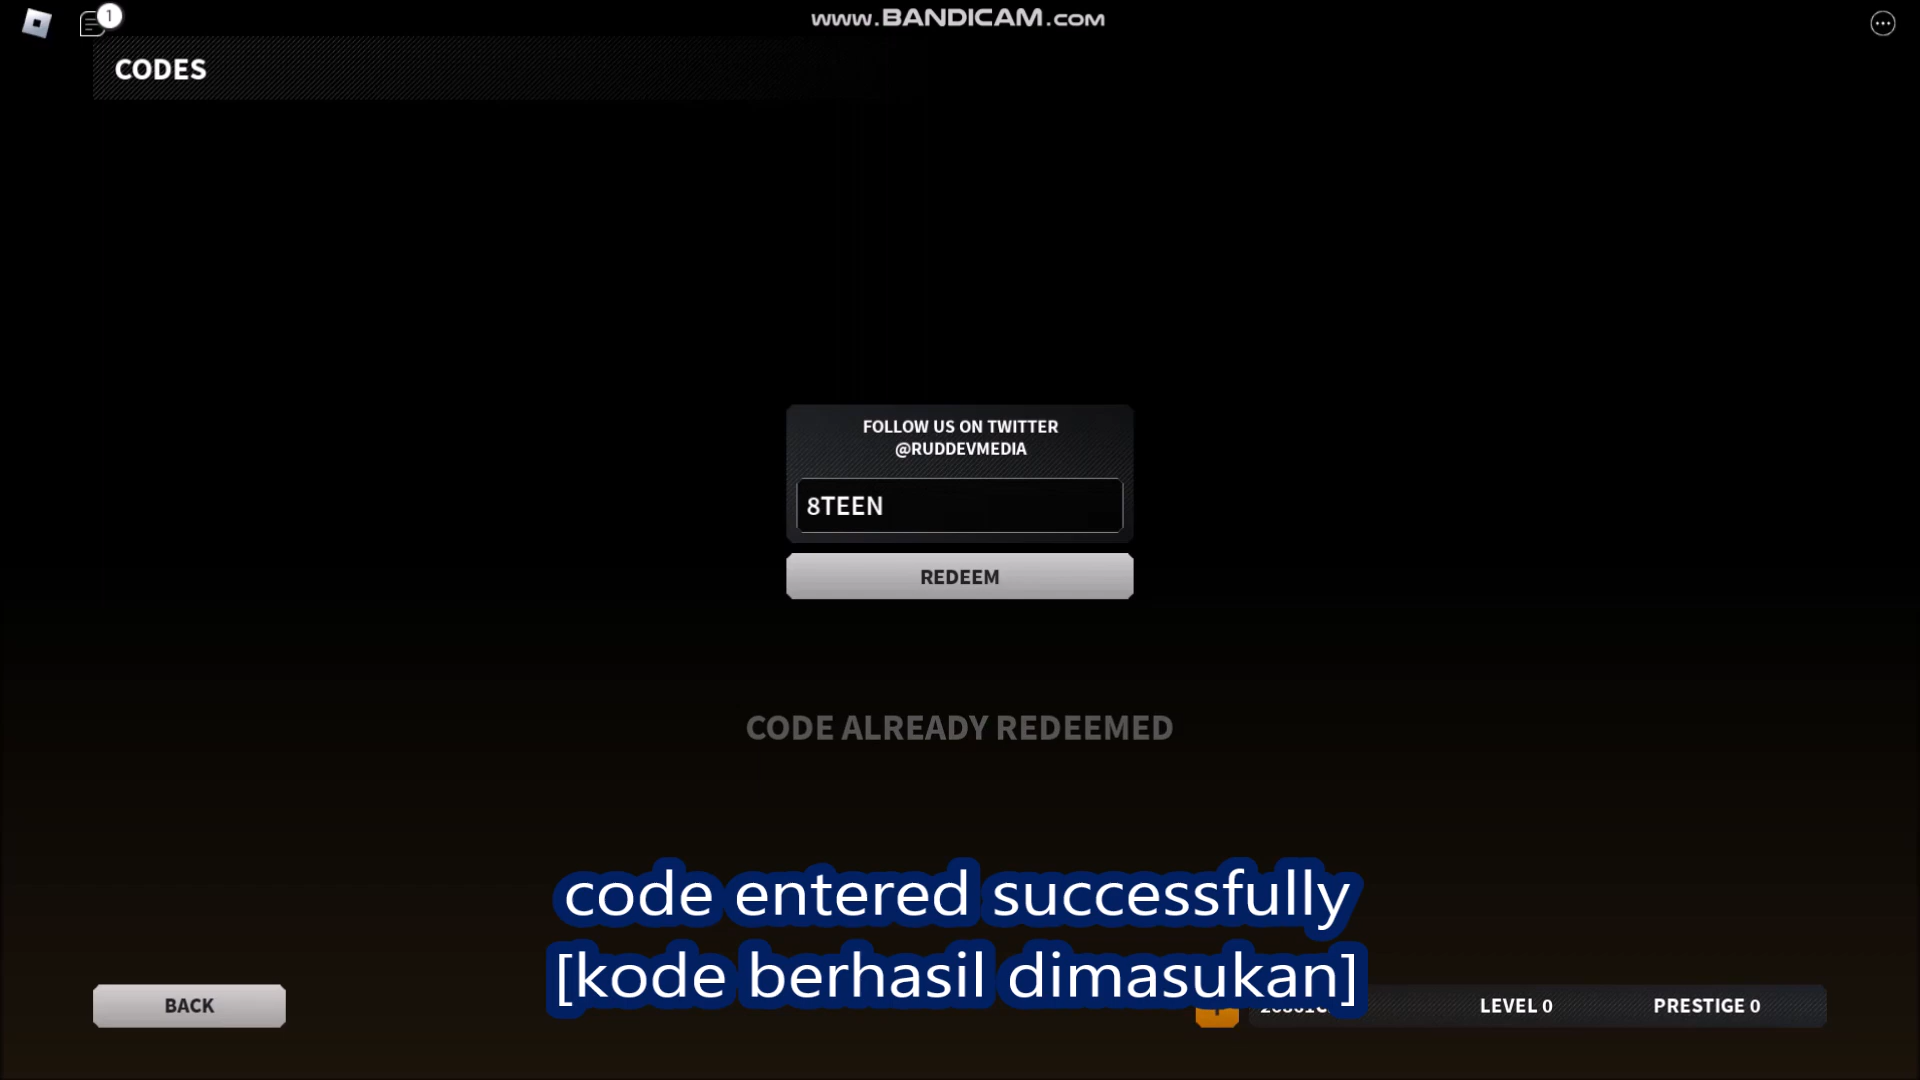 1
www.BANDICAM.com
CODES
FOLLOW US ON TWITTER
@RUDDEVMEDIA
8TEEN
REDEEM
CODE ALREADY REDEEMED
code entered successfully
[kode berhasil dimasukan]
BACK
LEVEL 0
PRESTIGE 0